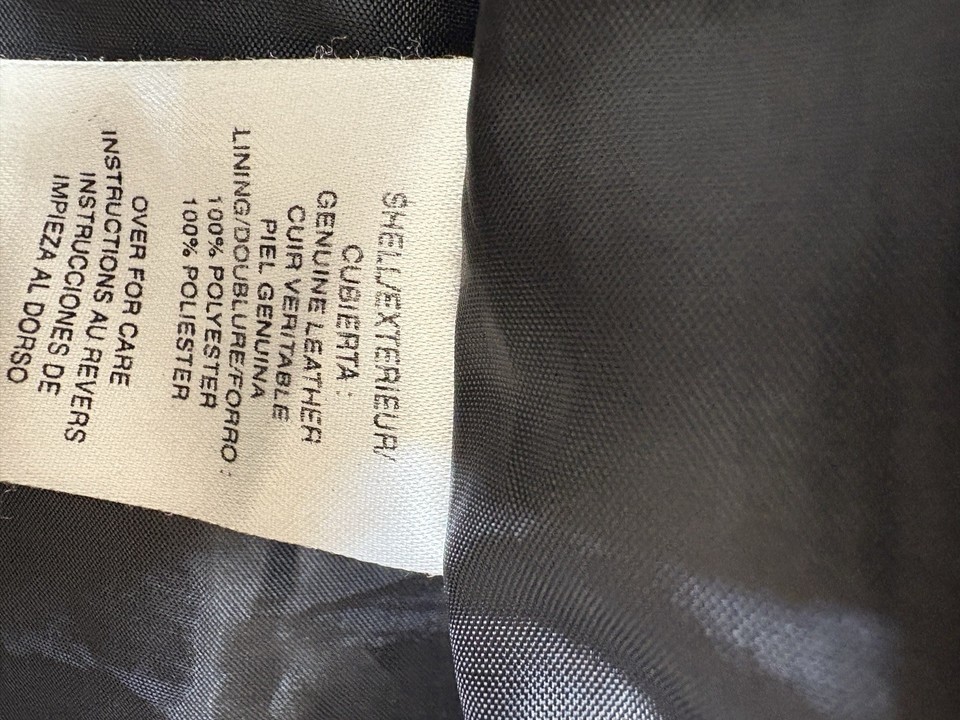 SHELL/EXTERIEUR/
CUBIERTA :
GENUINE LEATHER
CUIR VERITABLE
PIEL GENUINA
LINING/DOUBLURE/FORRO :
100% POLYESTER
100% POLIESTER
OVER FOR CARE
INSTRUCTIONS AU REVERS
INSTRUCCIONES DE
IMPIEZA AL DORSO